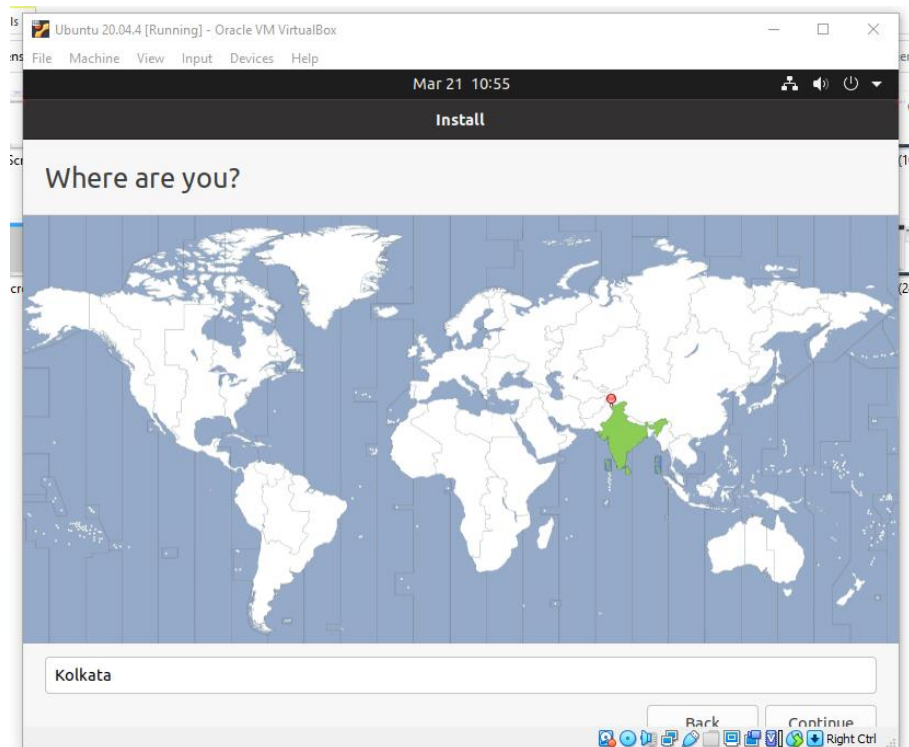 ls
Ubuntu 20.04.4 [Running] - Oracle VM VirtualBox
File Machine View Input Devices Help
Mar 21 10:55
Install
Where are you?
Kolkata
Back Continue
Right Ctrl